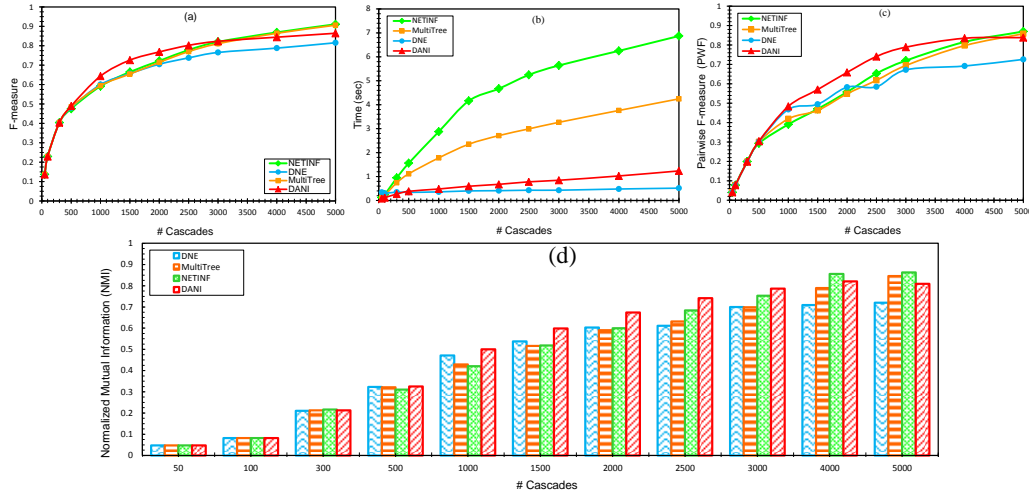 (a)
F-measure
1
0.9
0.8
0.7
0.6
0.5
0.4
0.3
0.2
0.1
0
NETINF
DNE
MultiTree
DANI
0 500 1000 1500 2000 2500 3000 3500 4000 4500 5000
# Cascades
(b)
Time (sec)
8
7
6
5
4
3
2
1
0
NETINF
MultiTree
DNE
DANI
0 500 1000 1500 2000 2500 3000 3500 4000 4500 5000
# Cascades
(c)
Pairwise F-measure (PWF)
1
0.9
0.8
0.7
0.6
0.5
0.4
0.3
0.2
0.1
0
NETINF
MultiTree
DNE
DANI
0 500 1000 1500 2000 2500 3000 3500 4000 4500 5000
# Cascades
(d)
Normalized Mutual Information (NMI)
1
0.9
0.8
0.7
0.6
0.5
0.4
0.3
0.2
0.1
0
DNE
MultiTree
NETINF
DANI
50 100 300 500 1000 1500 2000 2500 3000 4000 5000
# Cascades